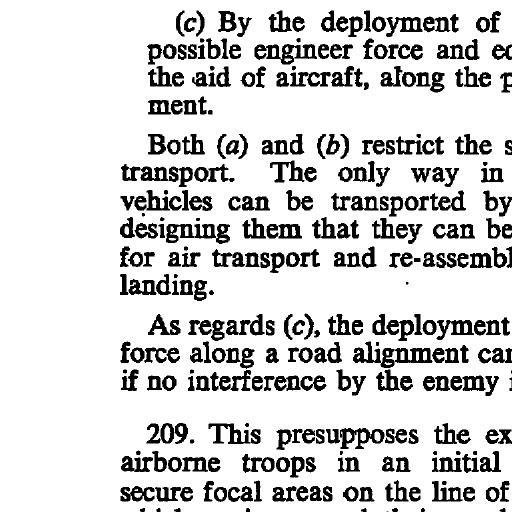 (c) By the deployment of
possible engineer force and
the aid of aircraft, along the
ment.
Both (a) and (b) restrict the
transport. The only way in
vehicles can be transported by
designing them that they can be
for air transport and re-assembl
landing.
As regards (c), the deployment
force along a road alignment can
if no interference by the enemy
209. This presupposes the ex
airborne troops in an initial
secure focal areas on the line of